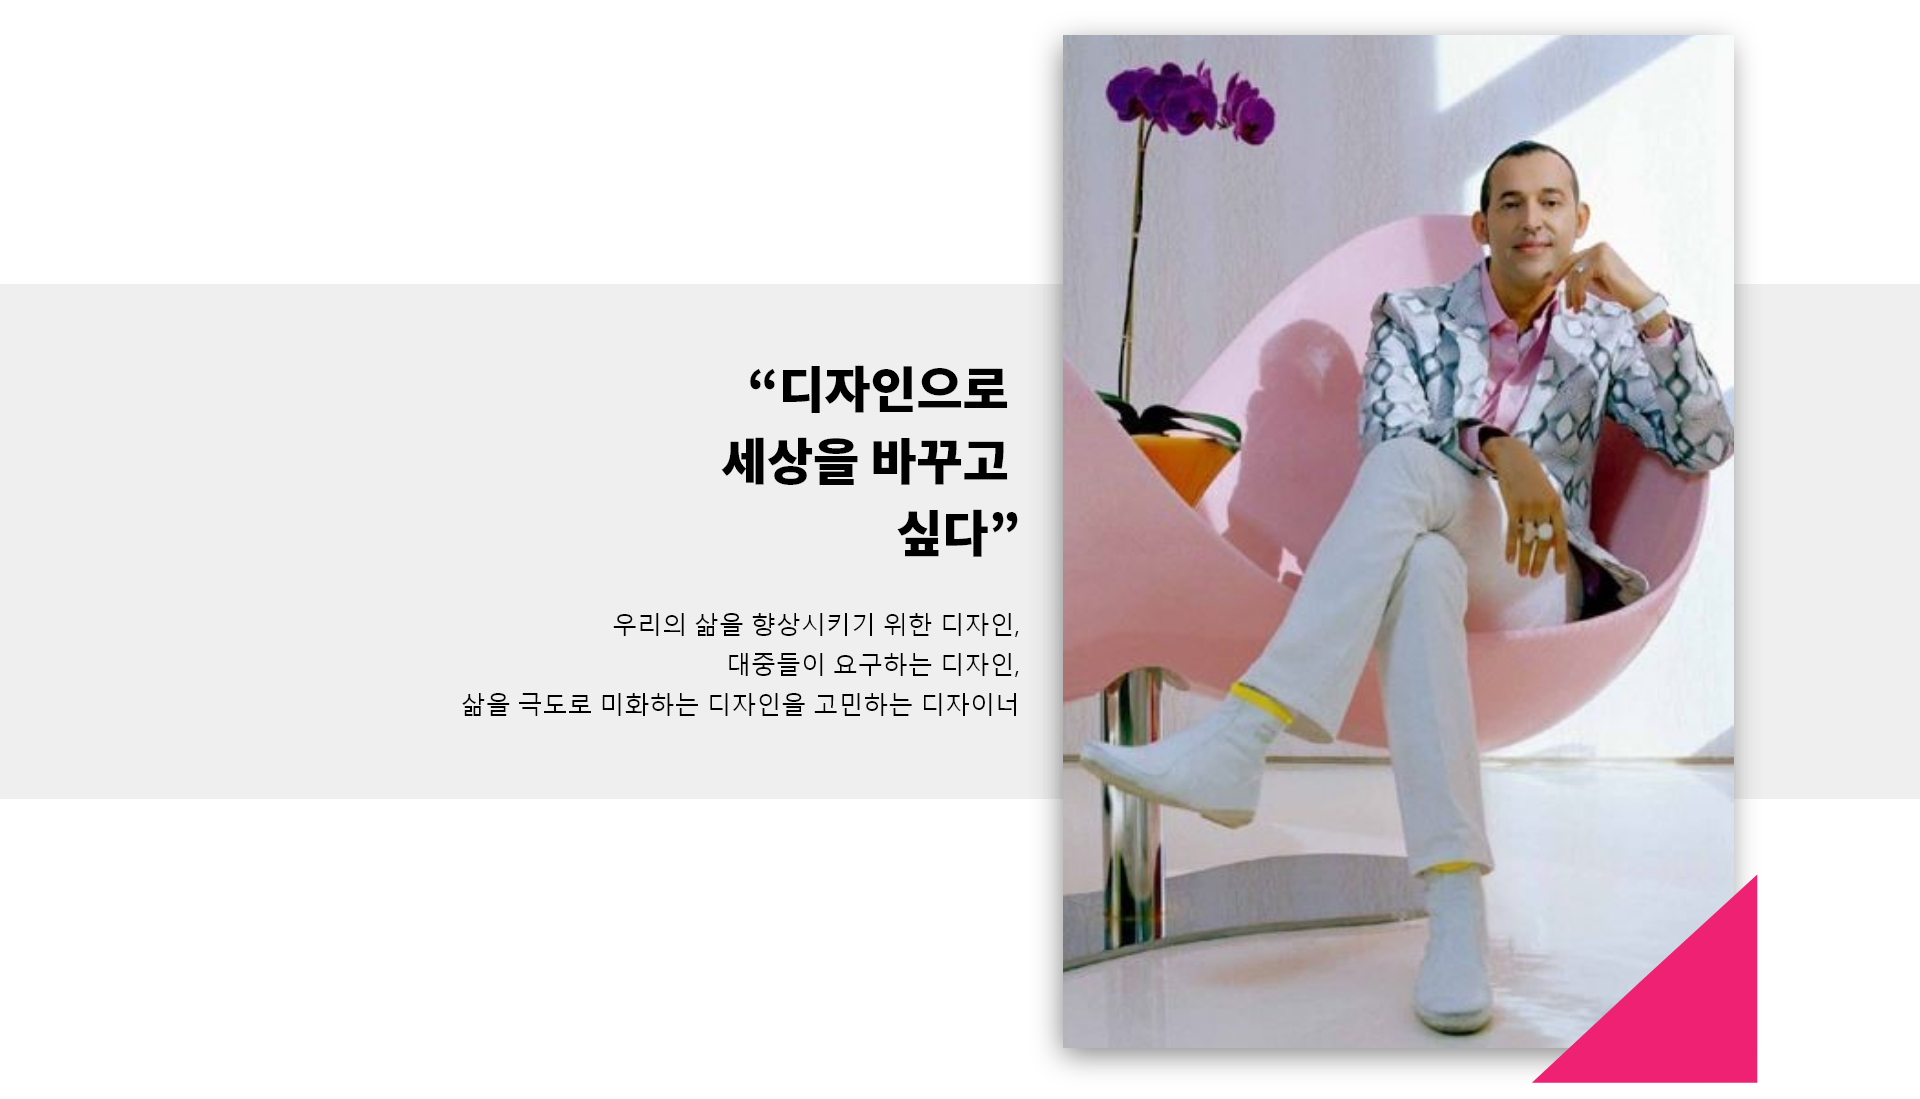 “디자인으로
세상을 바꾸고
싶다”
우리의 삶을 향상시키기 위한 디자인,
대중들이 요구하는 디자인,
삶을 극도로 미화하는 디자인을 고민하는 디자이너